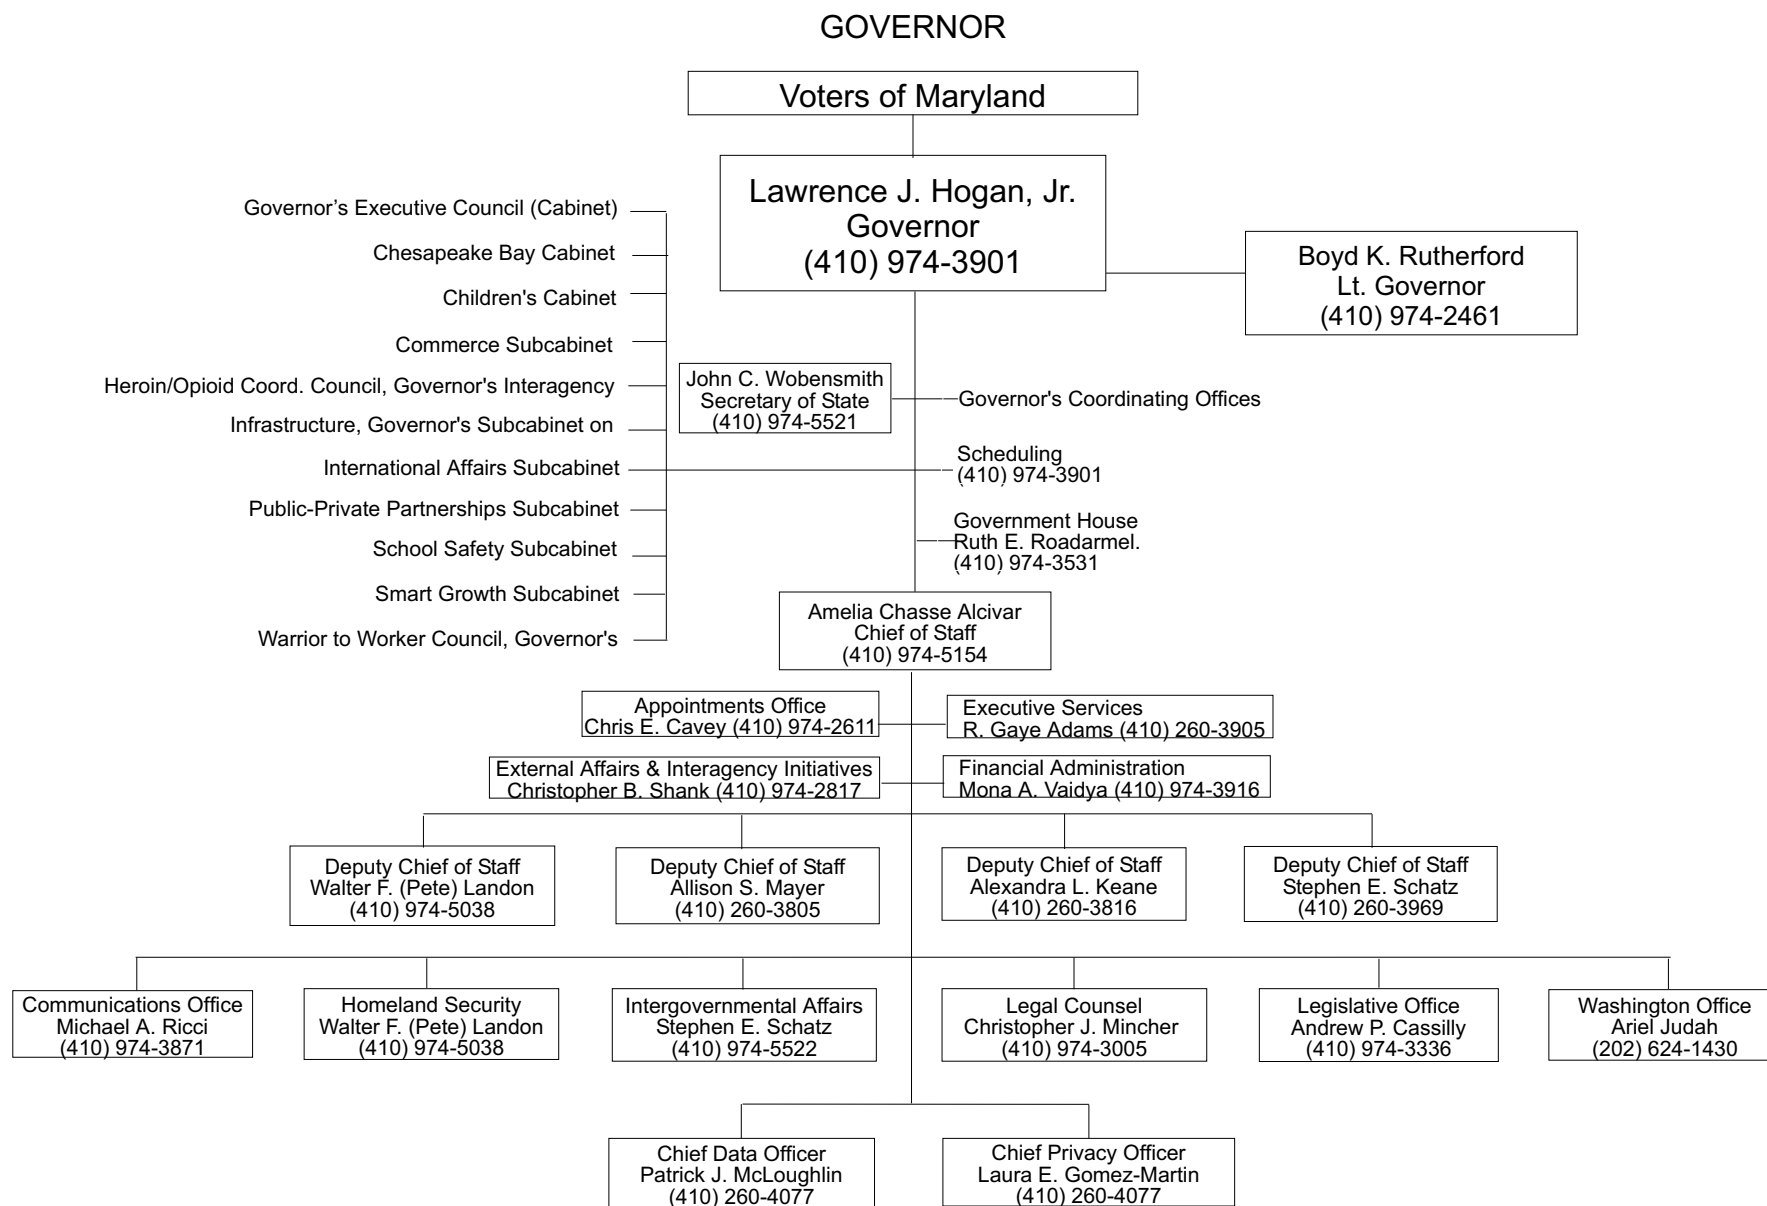 GOVERNOR
Voters of Maryland
Lawrence J. Hogan, Jr.
Governor
(410) 974-3901
Boyd K. Rutherford
Lt. Governor
(410) 974-2461
Governor’s Executive Council (Cabinet)
Chesapeake Bay Cabinet
Children's Cabinet
Commerce Subcabinet
Heroin/Opioid Coord. Council, Governor's Interagency
Infrastructure, Governor's Subcabinet on
International Affairs Subcabinet
Public-Private Partnerships Subcabinet
School Safety Subcabinet
Smart Growth Subcabinet
Warrior to Worker Council, Governor's
John C. Wobensmith
Secretary of State
(410) 974-5521
Governor's Coordinating Offices
Scheduling
(410) 974-3901
Government House
Ruth E. Roadarmel.
(410) 974-3531
Amelia Chasse Alcivar
Chief of Staff
(410) 974-5154
Appointments Office
Chris E. Cavey (410) 974-2611
Executive Services
R. Gaye Adams (410) 260-3905
External Affairs & Interagency Initiatives
Christopher B. Shank (410) 974-2817
Financial Administration
Mona A. Vaidya (410) 974-3916
Deputy Chief of Staff
Walter F. (Pete) Landon
(410) 974-5038
Deputy Chief of Staff
Allison S. Mayer
(410) 260-3805
Deputy Chief of Staff
Alexandra L. Keane
(410) 260-3816
Deputy Chief of Staff
Stephen E. Schatz
(410) 260-3969
Communications Office
Michael A. Ricci
(410) 974-3871
Homeland Security
Walter F. (Pete) Landon
(410) 974-5038
Intergovernmental Affairs
Stephen E. Schatz
(410) 974-5522
Legal Counsel
Christopher J. Mincher
(410) 974-3005
Legislative Office
Andrew P. Cassilly
(410) 974-3336
Washington Office
Ariel Judah
(202) 624-1430
Chief Data Officer
Patrick J. McLoughlin
(410) 260-4077
Chief Privacy Officer
Laura E. Gomez-Martin
(410) 260-4077